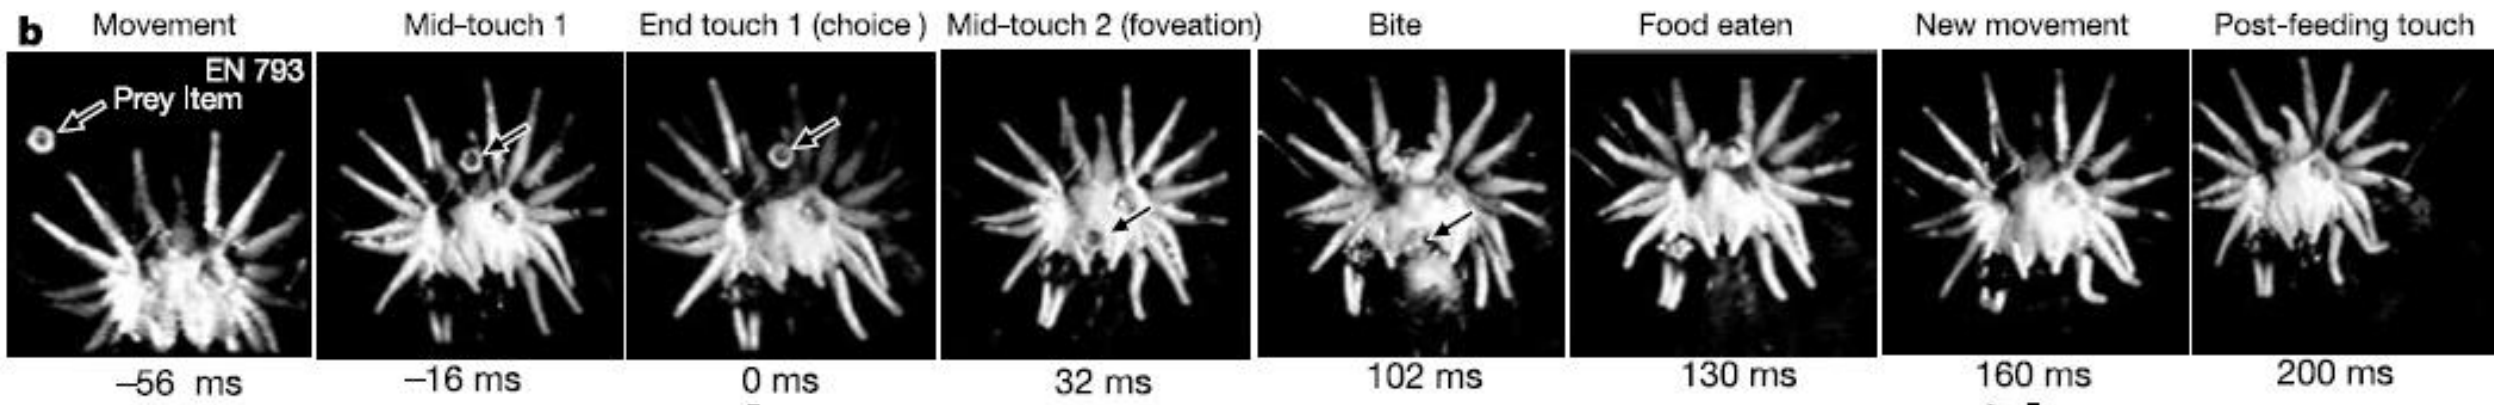 b
Movement
Mid-touch 1
End touch 1 (choice )
Mid-touch 2 (foveation)
Bite
Food eaten
New movement
Post-feeding touch
EN 793
Prey Item
–56 ms
–16 ms
0 ms
32 ms
102 ms
130 ms
160 ms
200 ms